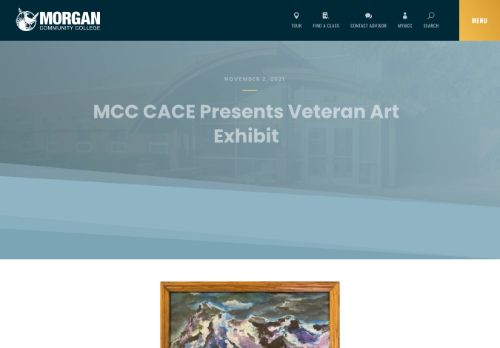 MORGAN
COMMUNITY COLLEGE
TOUR
FIND A CLASS
CONTACT ADVISOR
MYMCC
SEARCH
MENU
NOVEMBER 2, 2021
MCC CACE Presents Veteran Art
Exhibit